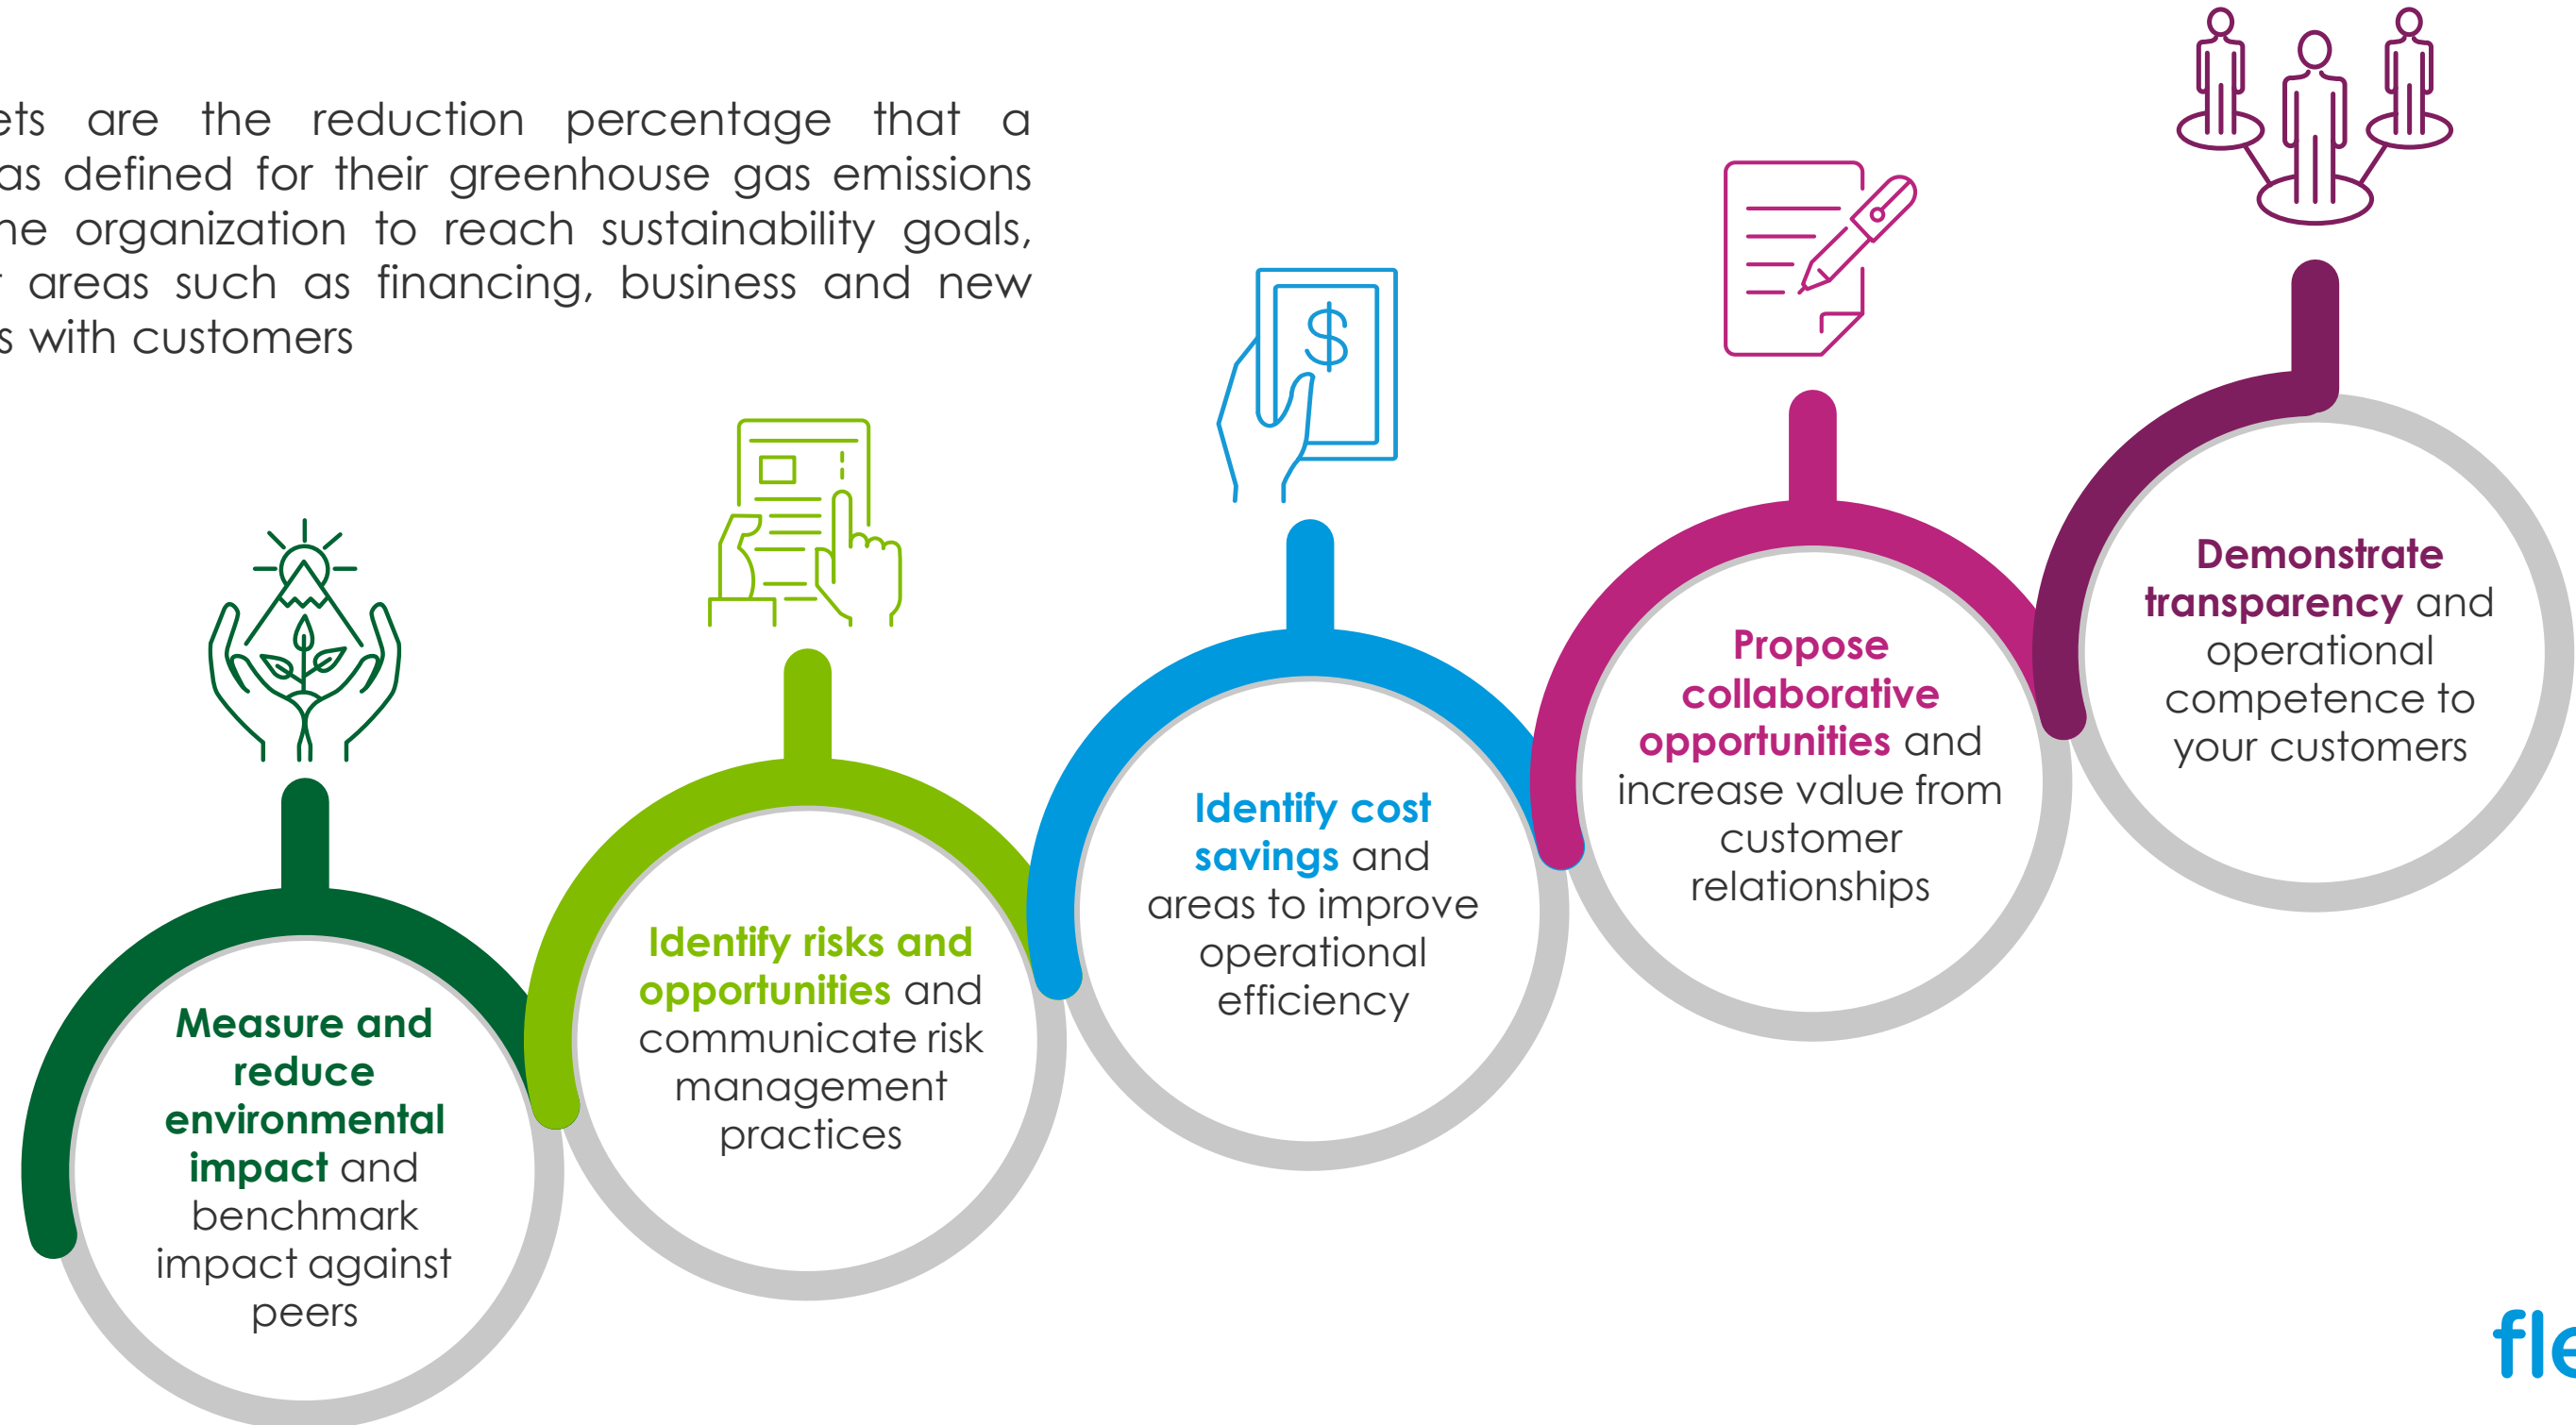 ets are the reduction percentage that a
as defined for their greenhouse gas emissions
ne organization to reach sustainability goals,
areas such as financing, business and new
s with customers
$
Measure and
reduce
environmental
impact and
benchmark
impact against
peers
Identify risks and
opportunities and
communicate risk
management
practices
Identify cost
savings and
areas to improve
operational
efficiency
Propose
collaborative
opportunities and
increase value from
customer
relationships
Demonstrate
transparency and
operational
competence to
your customers
fle